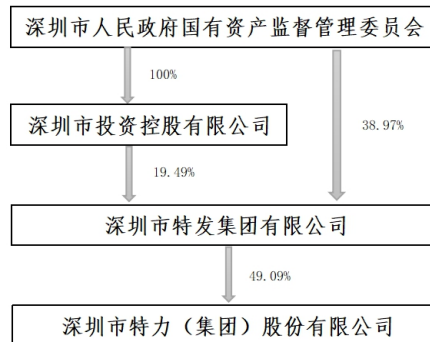 深圳市人民政府国有资产监督管理委员会
100%
深圳市投资控股有限公司
38.97%
19.49%
深圳市特发集团有限公司
49.09%
深圳市特力（集团）股份有限公司